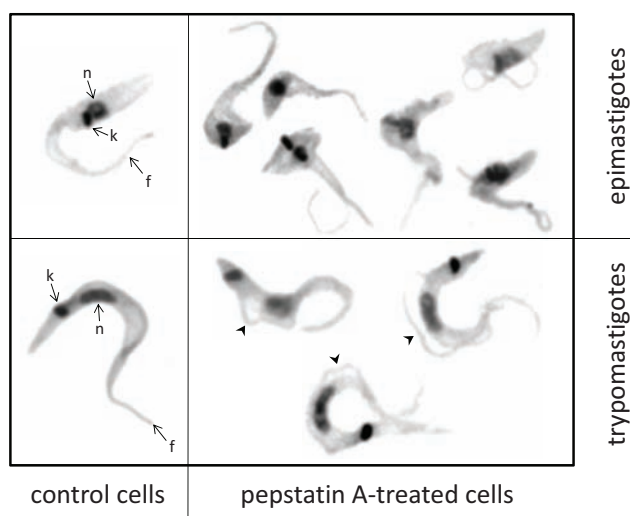 n
k
f
epimastigotes
k
n
f
trypomastigotes
control cells
pepstatin A-treated cells